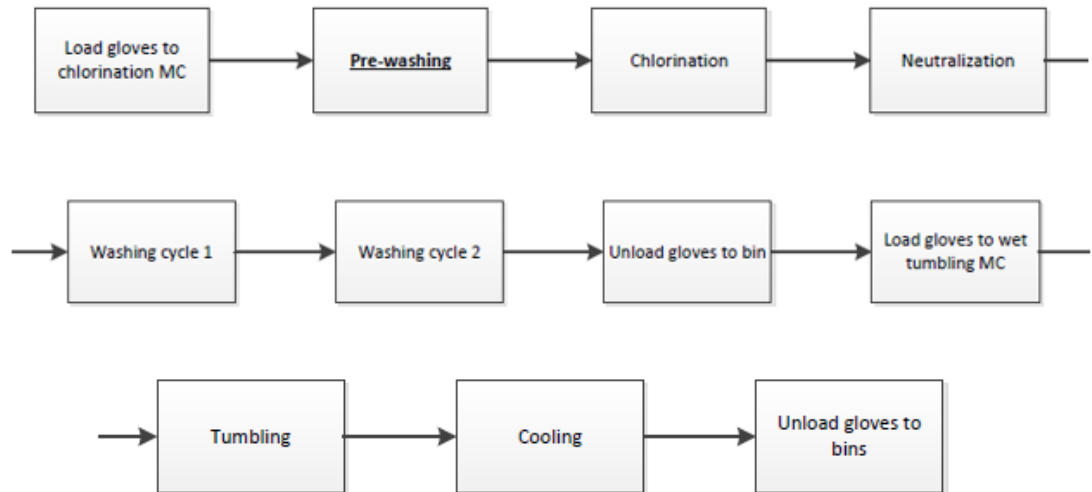 Load gloves to
chlorination MC
Pre-washing
Chlorination
Neutralization
Washing cycle 1
Washing cycle 2
Unload gloves to bin
Load gloves to wet
tumbling MC
Tumbling
Cooling
Unload gloves to
bins